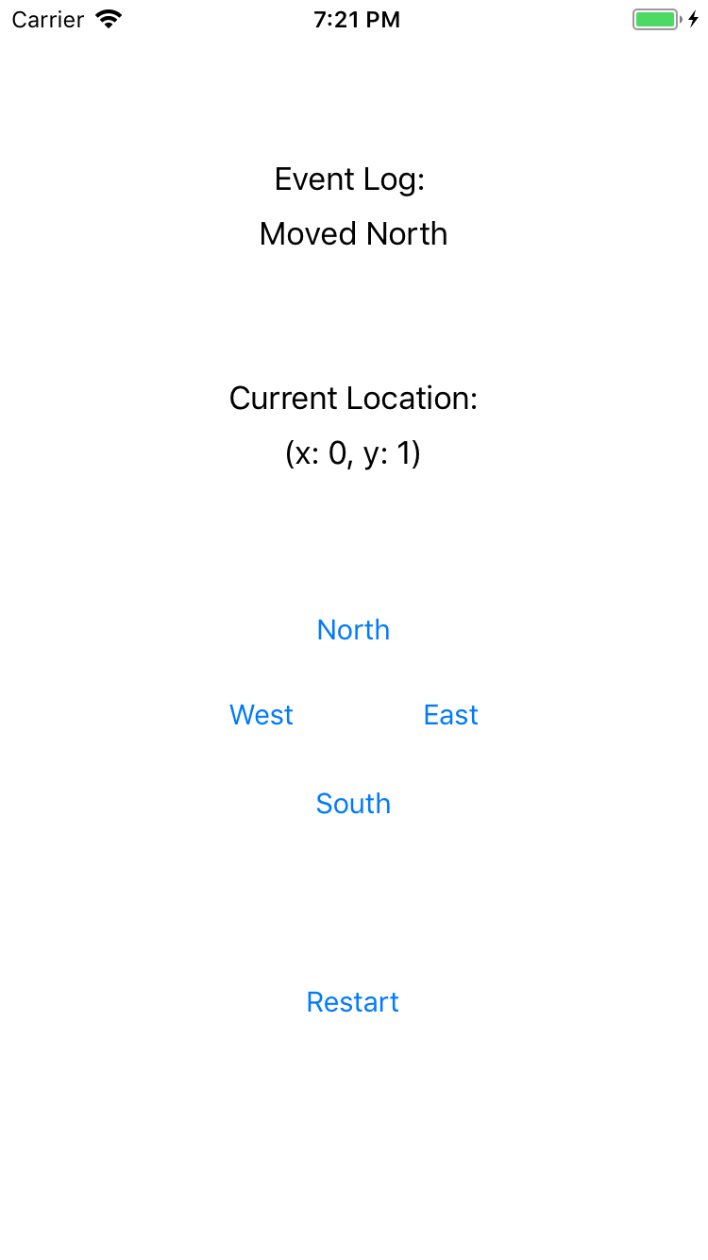 Carrier 7:21 PM
Event Log:
Moved North
Current Location:
(x: 0, y: 1)
North
West East
South
Restart